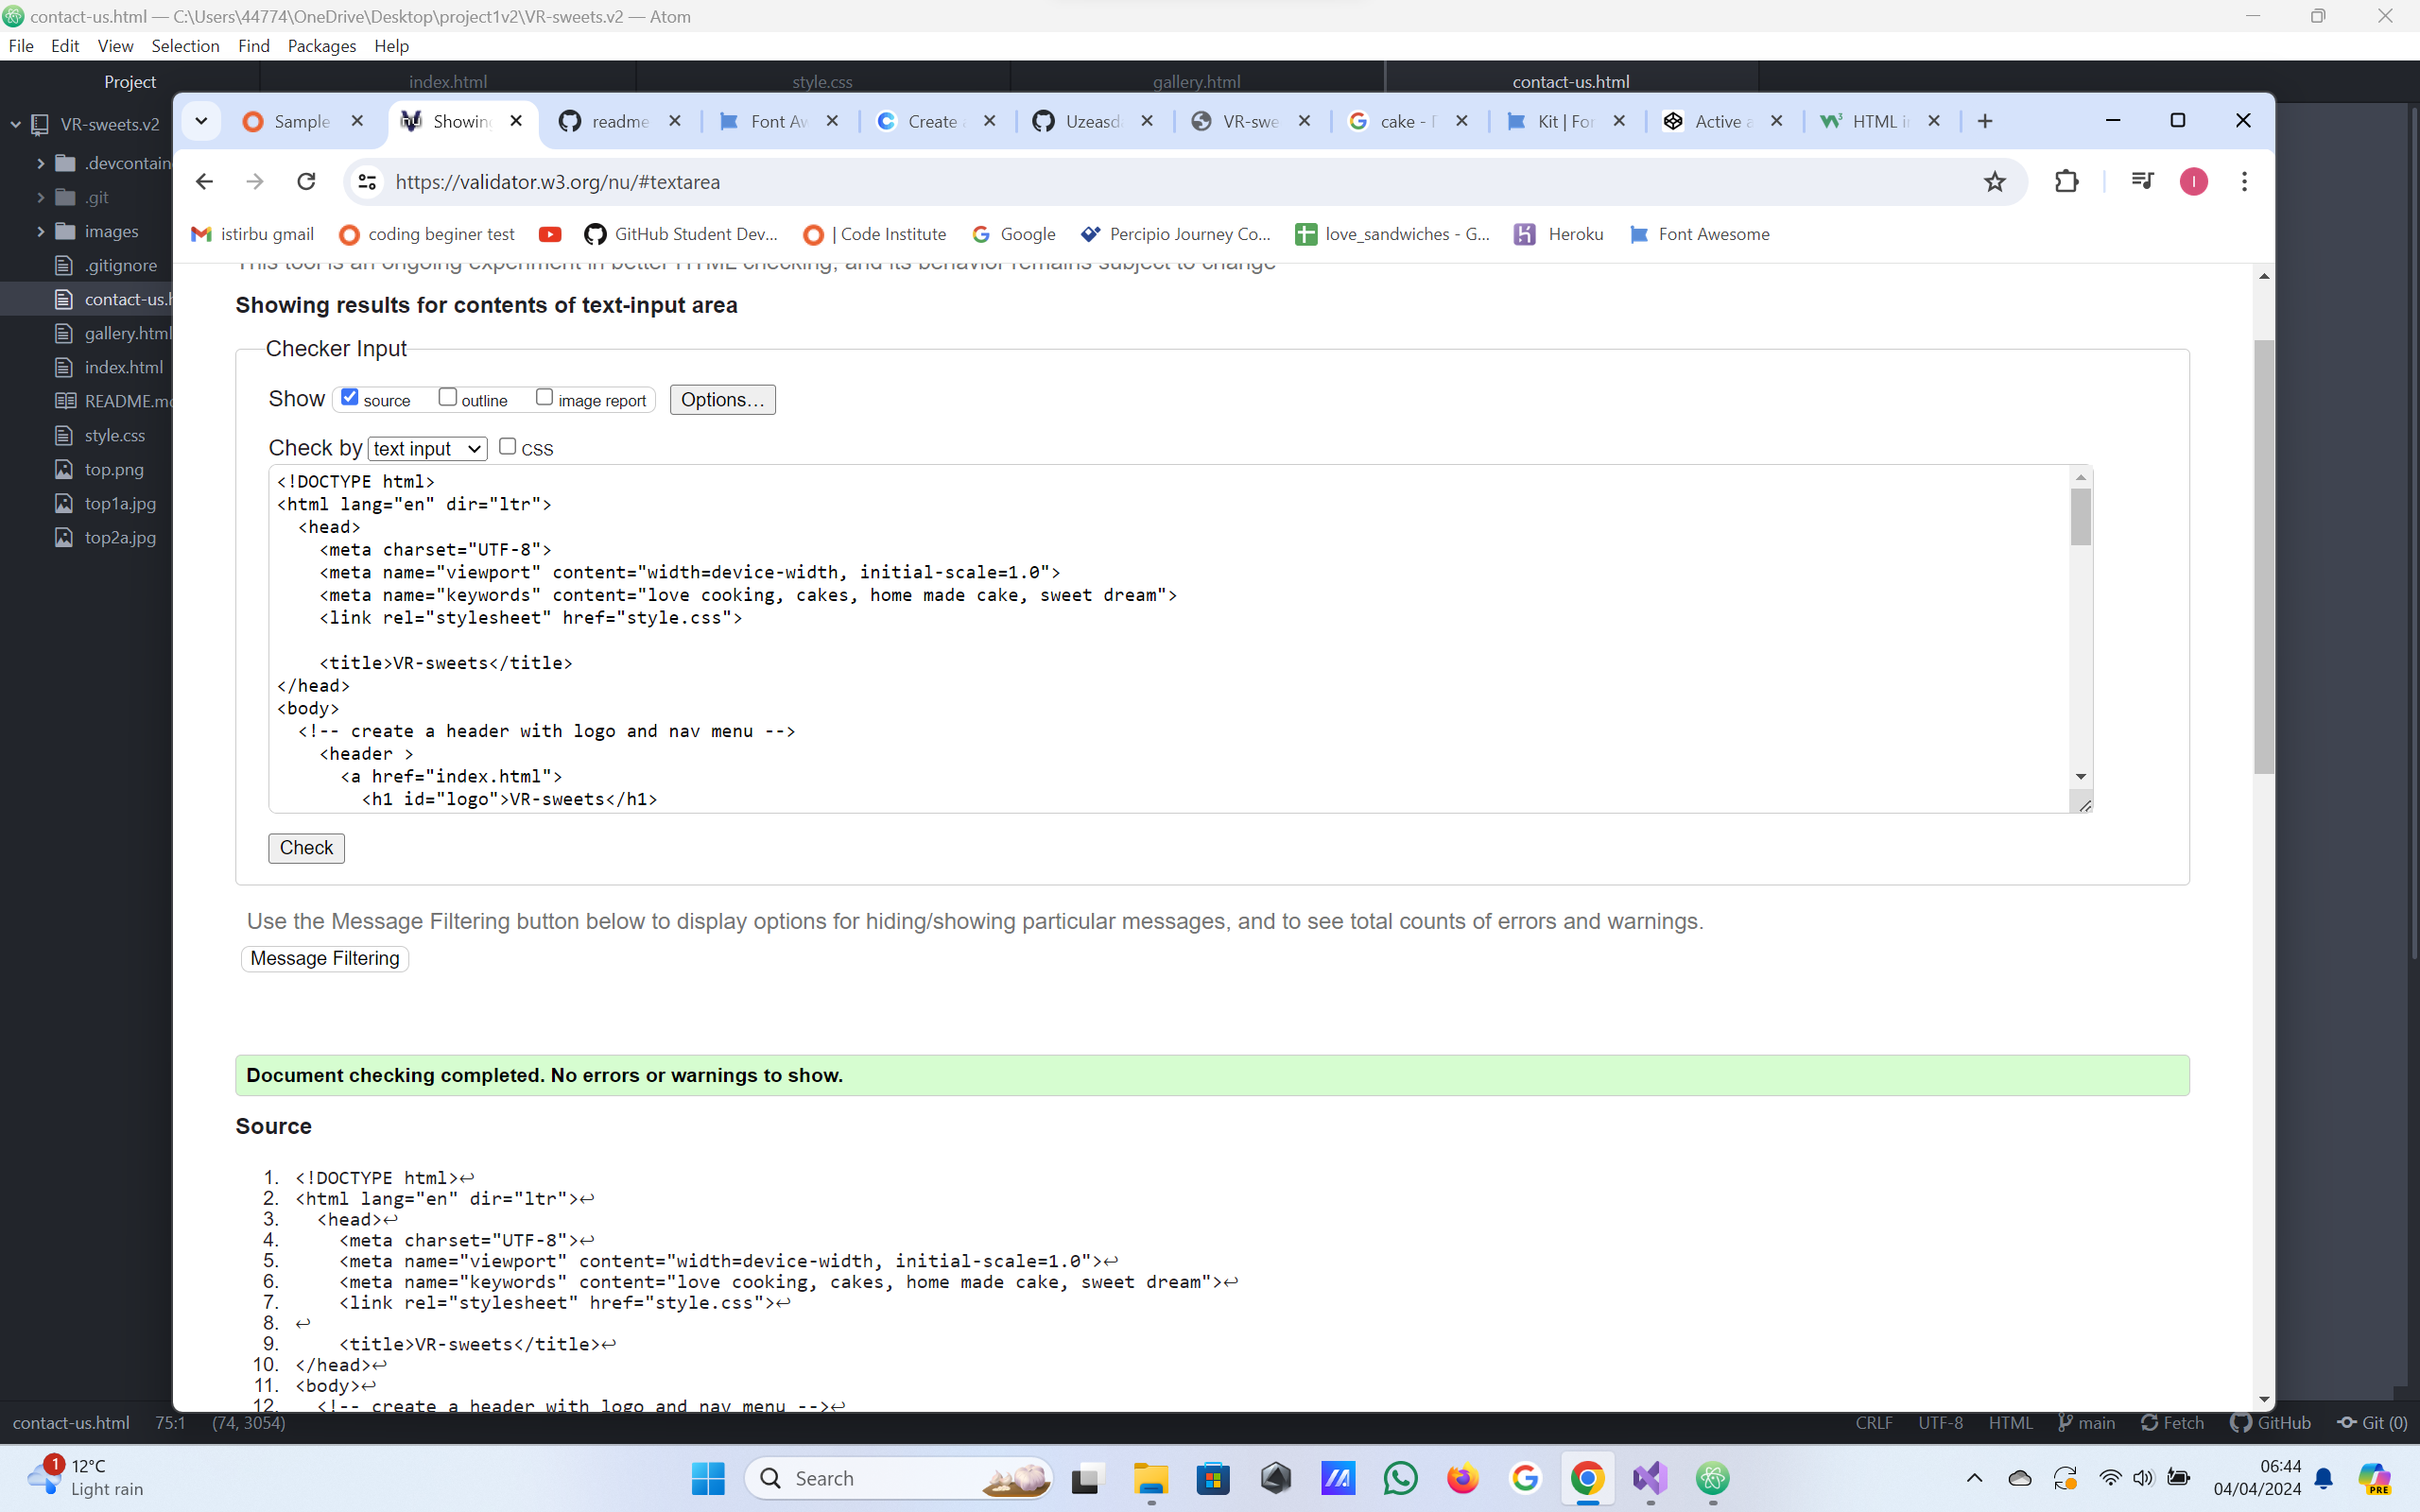 contact-us.html — C:\Users\44774\OneDrive\Desktop\project1v2\VR-sweets.v2 — Atom
File Edit View Selection Find Packages Help
Project index.html style.css gallery.html contact-us.html
VR-sweets.v2
.devcontain
.git
images
.gitignore
contact-us.h
gallery.html
index.html
README.m
style.css
top.png
top1a.jpg
top2a.jpg
Sample Showin readme Font Aw Create Uzeasd VR-swe cake - Kit | For Active a HTML
https://validator.w3.org/nu/#textarea
istirbu gmail coding beginer test GitHub Student Dev... | Code Institute Google Percipio Journey Co... love_sandwiches - G... Heroku Font Awesome
This tool is an ongoing experiment in better HTML checking, and its behavior remains subject to change
Showing results for contents of text-input area
Checker Input
Show source outline image report Options...
Check by text input CSS
<!DOCTYPE html>
<html lang="en" dir="ltr">
<head>
<meta charset="UTF-8">
<meta name="viewport" content="width=device-width, initial-scale=1.0">
<meta name="keywords" content="love cooking, cakes, home made cake, sweet dream">
<link rel="stylesheet" href="style.css">
<title>VR-sweets</title>
</head>
<body>
<!-- create a header with logo and nav menu -->
<header >
<a href="index.html">
<h1 id="logo">VR-sweets</h1>
Check
Use the Message Filtering button below to display options for hiding/showing particular messages, and to see total counts of errors and warnings.
Message Filtering
Document checking completed. No errors or warnings to show.
Source
1. <!DOCTYPE html>↩
2. <html lang="en" dir="ltr">↩
3. <head>↩
4. <meta charset="UTF-8">↩
5. <meta name="viewport" content="width=device-width, initial-scale=1.0">↩
6. <meta name="keywords" content="love cooking, cakes, home made cake, sweet dream">↩
7. <link rel="stylesheet" href="style.css">↩
8. ↩
9. <title>VR-sweets</title>↩
10. </head>↩
11. <body>↩
12. <!-- create a header with logo and nav menu -->↩
contact-us.html 75:1 (74, 3054) CRLF UTF-8 HTML main Fetch GitHub Git (0)
1 12°C
Light rain
Search
PRE
06:44
04/04/2024